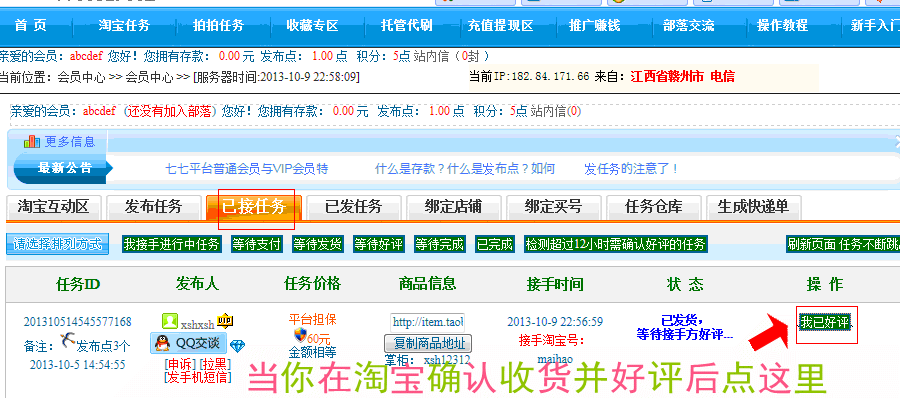 首 页 淘宝任务 拍拍任务 收藏专区 托管代刷 充值提现区 推广赚钱 部落交流 操作教程 新手入门
亲爱的会员：abcdef 您好！您拥有存款： 0.00 元 发布点： 1.00 点 积分：5点 站内信（0封 ）
当前位置：会员中心 >> 会员中心 >> [服务器时间:2013-10-9 22:58:09] 当前IP:182.84.171.66 来自：江西省赣州市 电信
亲爱的会员：abcdef (还没有加入部落) 您好！您拥有存款： 0.00 元 发布点： 1.00 点 积分：5点 站内信(0)
更多信息
最新公告 七七平台普通会员与VIP会员特 什么是存款？什么是发布点？如何 发任务的注意了！
淘宝互动区 发布任务 已接任务 已发任务 绑定店铺 绑定买号 任务仓库 生成快递单
请选择排列方式 我接手进行中任务 等待支付 等待发货 等待好评 等待完成 已完成 检测超过12小时需确认好评的任务 刷新页面 任务不断跳
任务ID 发布人 任务价格 商品信息 接手时间 状 态 操 作
201310514545577168 xshxsh VIP 平台担保 http://item.taol 2013-10-9 22:56:59 已发货， 我已好评
备注： 发布点3个 QQ交谈 60元 复制商品地址 接手淘宝号： 等待接手方好评...
2013-10-5 14:54:55 [申诉] [拉黑] 金额相等 掌柜： xsh12312 maihao
[发手机短信]
当你在淘宝确认收货并好评后点这里